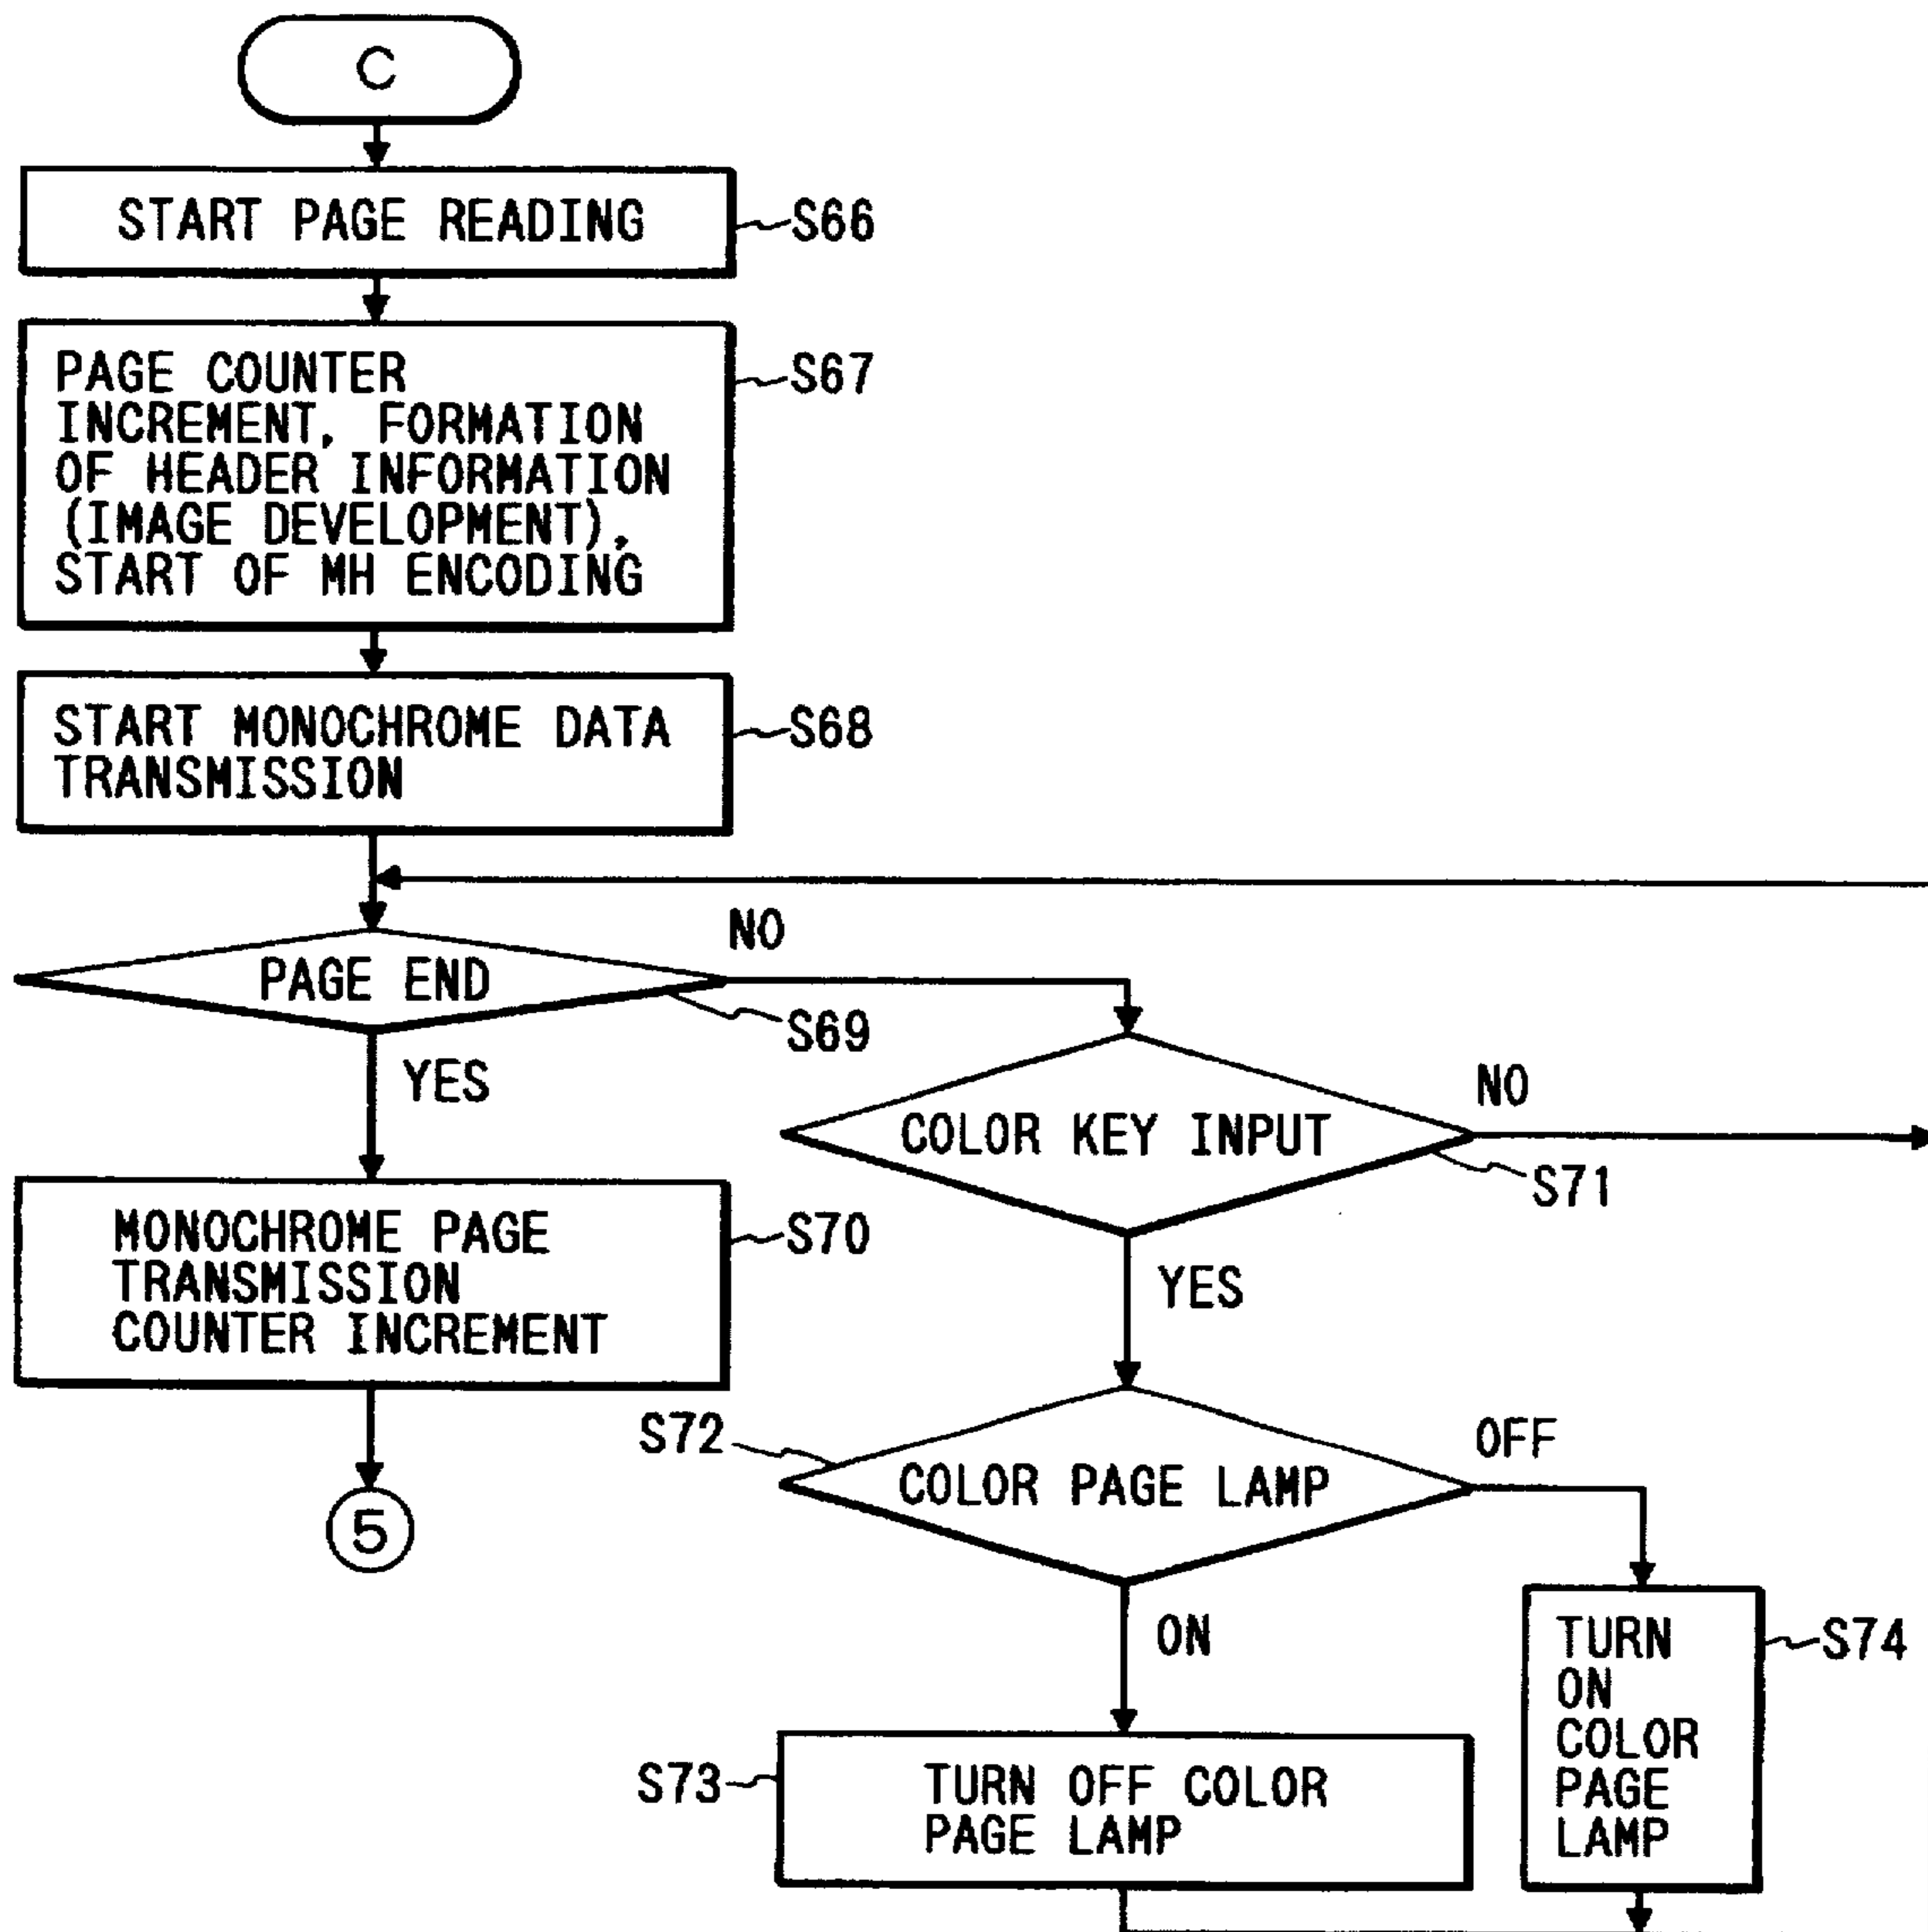 C
START PAGE READING
S66
PAGE COUNTER
INCREMENT, FORMATION
OF HEADER INFORMATION
(IMAGE DEVELOPMENT),
START OF MH ENCODING
S67
START MONOCHROME DATA
TRANSMISSION
S68
PAGE END
NO
S69
YES
COLOR KEY INPUT
NO
S71
MONOCHROME PAGE
TRANSMISSION
COUNTER INCREMENT
S70
YES
5
S72
COLOR PAGE LAMP
OFF
ON
TURN
ON
COLOR
PAGE
LAMP
S74
S73
TURN OFF COLOR
PAGE LAMP